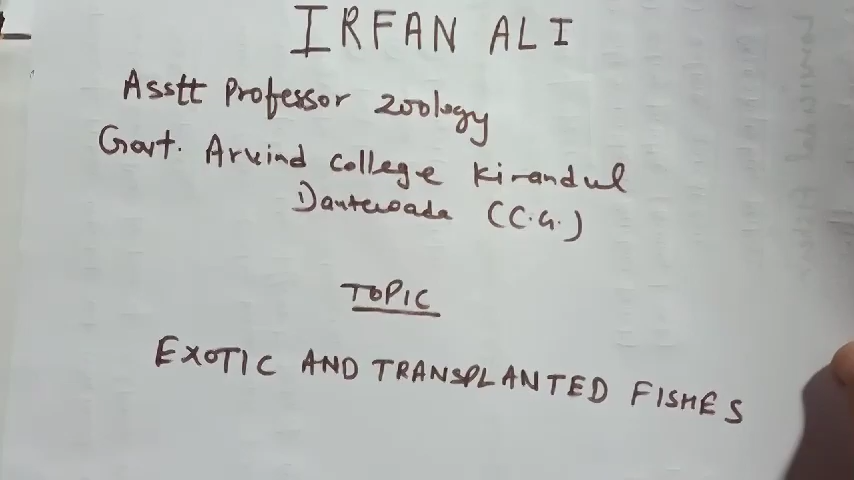 IRFAN ALI
Asstt Professor Zoology
Govt. Arvind College Kirandul
Dantewada (C.G.)
TOPIC
EXOTIC AND TRANSPLANTED FISHES